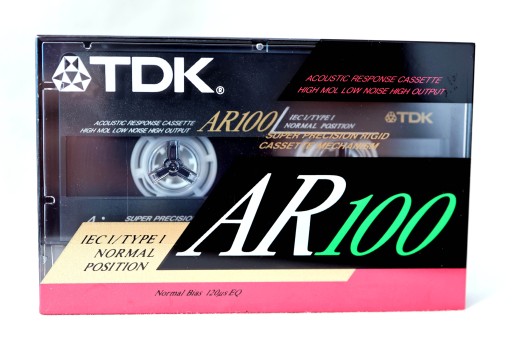 TDK®
ACOUSTIC RESPONSE CASSETTE
HIGH MOL LOW NOISE HIGH OUTPUT
ACOUSTIC RESPONSE CASSETTE
HIGH MOL LOW NOISE HIGH OUTPUT
AR100
IEC I/TYPE I
NORMAL POSITION
TDK
SUPER PRECISION RIGID
CASSETTE MECHANISM
SUPER PRECISION
AR100
IEC I/TYPE I
NORMAL
POSITION
Normal Bias 120µs EQ